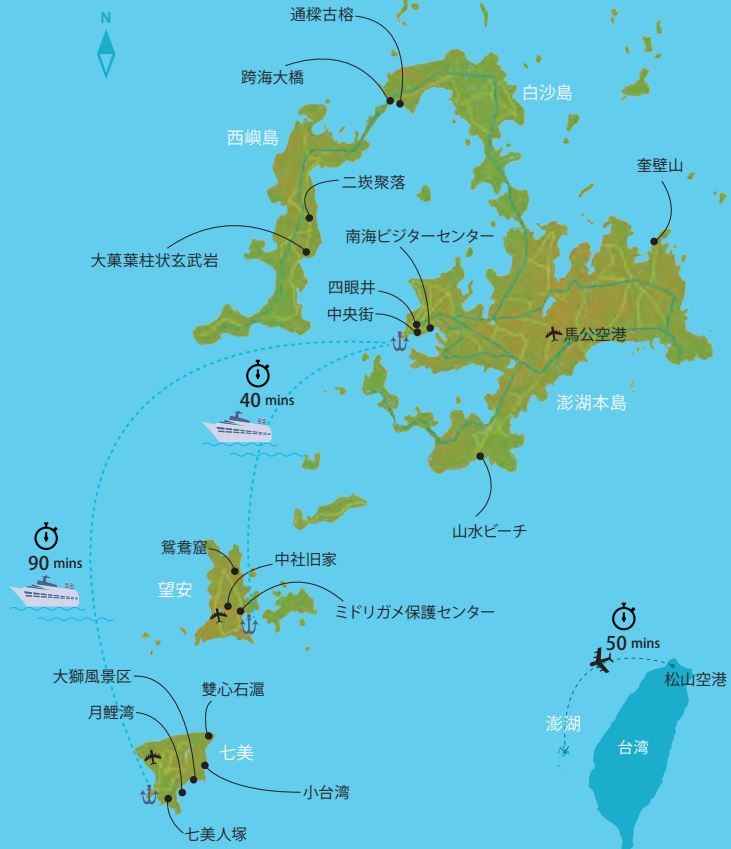 N
通樑古榕
跨海大橋
白沙島
西嶼島
奎壁山
二崁聚落
南海ビジターセンター
大菓葉柱状玄武岩
四眼井
中央街
馬公空港
40 mins
澎湖本島
山水ビーチ
90 mins
鴛鴦窟
中社旧家
望安
ミドリガメ保護センター
50 mins
大獅風景区
松山空港
雙心石滬
月鯉湾
澎湖
七美
台湾
小台湾
七美人塚